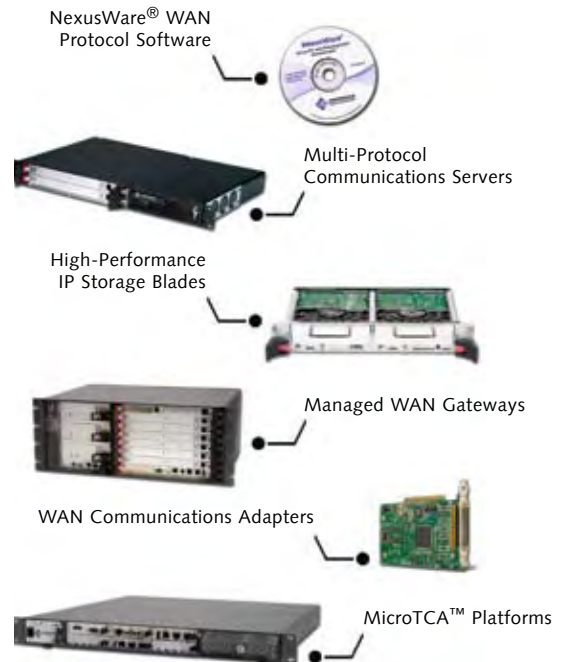 NexusWare® WAN
Protocol Software
Multi-Protocol
Communications Servers
High-Performance
IP Storage Blades
Managed WAN Gateways
WAN Communications Adapters
MicroTCA™ Platforms